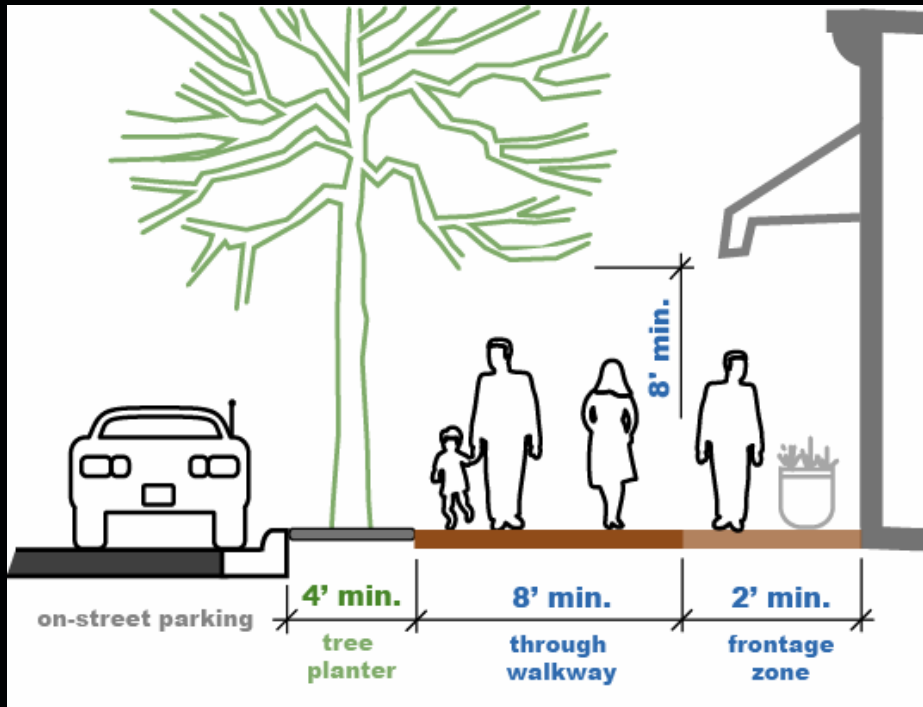 8' min.
4’ min.
8’ min.
2’ min.
on-street parking
tree
planter
through
walkway
frontage
zone